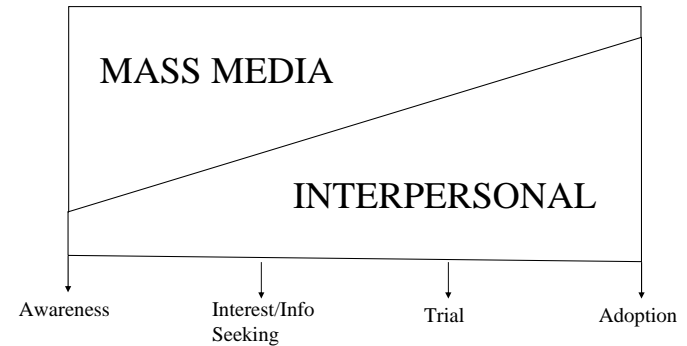 MASS MEDIA
INTERPERSONAL
Awareness
Interest/Info
Seeking
Trial
Adoption